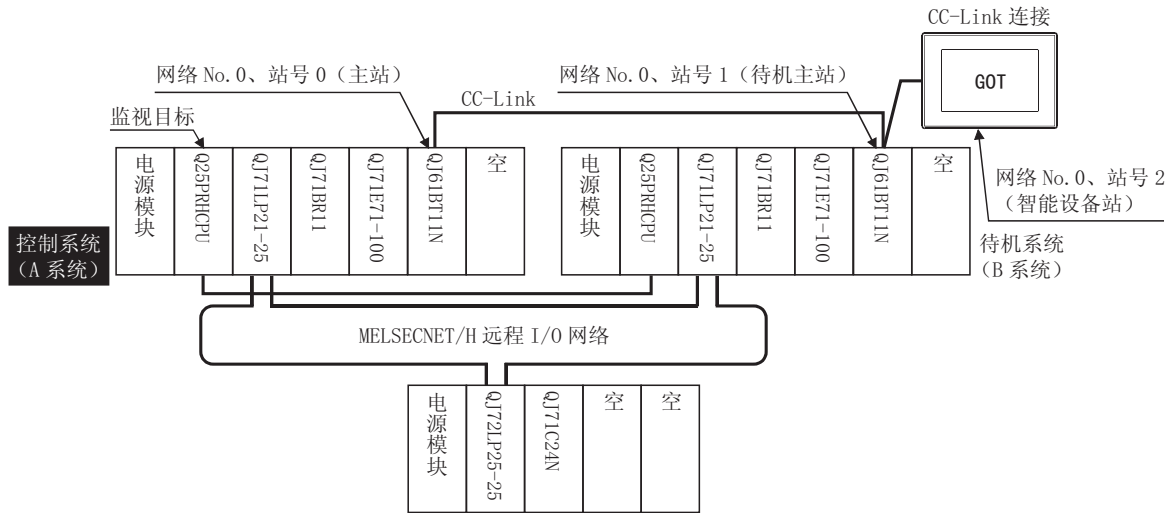 CC-Link 连接
网络 No.0、站号 0（主站）
网络 No.0、站号 1（待机主站）
GOT
CC-Link
监视目标
电源模块
Q25PRHCPU
QJ71LP21-25
QJ71BR11
QJ71E71-100
QJ61BT11N
空
电源模块
Q25PRHCPU
QJ71LP21-25
QJ71BR11
QJ71E71-100
QJ61BT11N
空
网络 No.0、站号 2
（智能设备站）
控制系统
（A 系统）
待机系统
（B 系统）
MELSECNET/H 远程 I/O 网络
电源模块
QJ72LP25-25
QJ71C24N
空
空